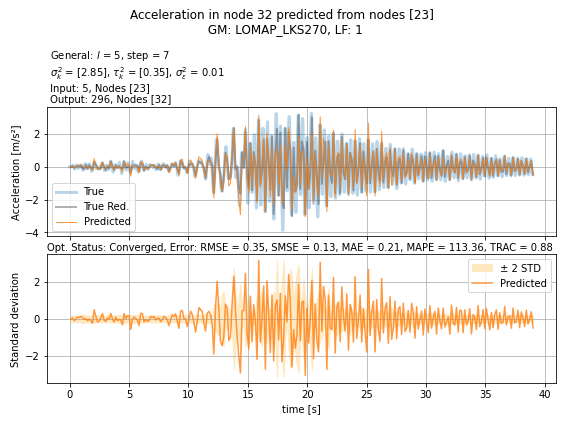 Acceleration in node 32 predicted from nodes [23]
GM: LOMAP_LKS270, LF: 1
General: l = 5, step = 7
σ²ₖ = [2.85], τ²ₖ = [0.35], σ²ₑ = 0.01
Input: 5, Nodes [23]
Output: 296, Nodes [32]
Acceleration [m/s²]
2
0
−2
−4
True
True Red.
Predicted
Opt. Status: Converged, Error: RMSE = 0.35, SMSE = 0.13, MAE = 0.21, MAPE = 113.36, TRAC = 0.88
Standard deviation
2
0
−2
± 2 STD
Predicted
0 5 10 15 20 25 30 35 40
time [s]